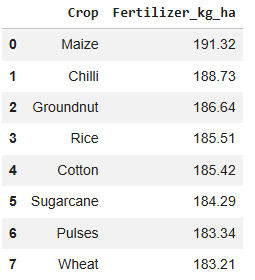 Crop Fertilizer_kg_ha
0 Maize 191.32
1 Chilli 188.73
2 Groundnut 186.64
3 Rice 185.51
4 Cotton 185.42
5 Sugarcane 184.29
6 Pulses 183.34
7 Wheat 183.21